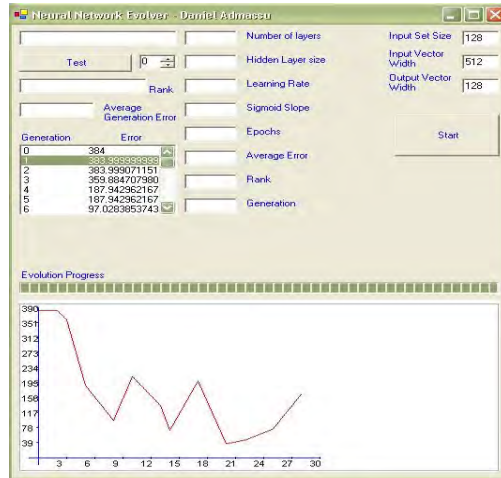 Neural Network Evolver - Daniel Admassu
Number of layers
Input Set Size 128
Test 0
Hidden Layer size
Input Vector Width 512
Rank
Learning Rate
Output Vector Width 128
Average Generation Error
Sigmoid Slope
Epochs
Start
Generation Error
0 384
1 383.999999999
2 383.999071151
3 359.884707980
4 187.942962167
5 187.942962167
6 97.0283853743
Average Error
Rank
Generation
Evolution Progress
390
351
312
273
234
195
156
117
78
39
3 6 9 12 15 18 21 24 27 30